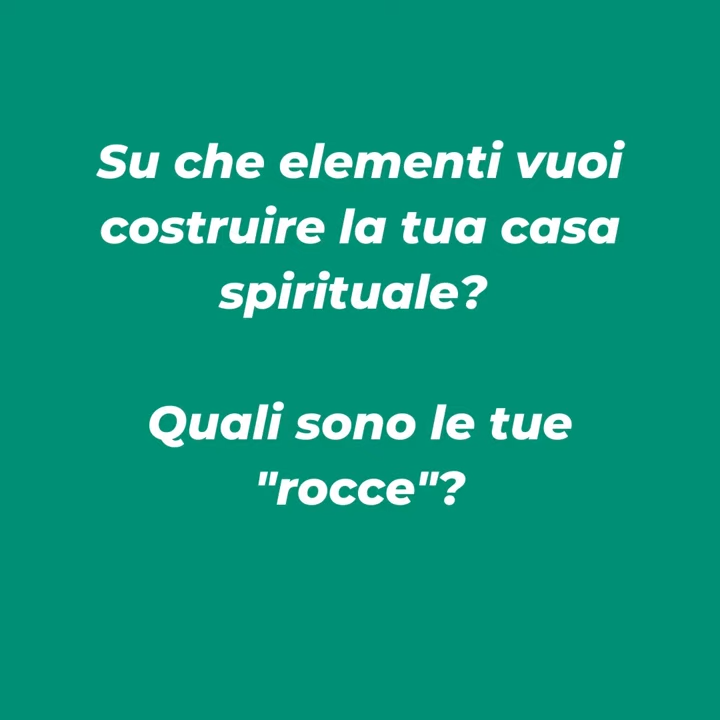 Su che elementi vuoi
costruire la tua casa
spirituale?
Quali sono le tue
"rocce"?